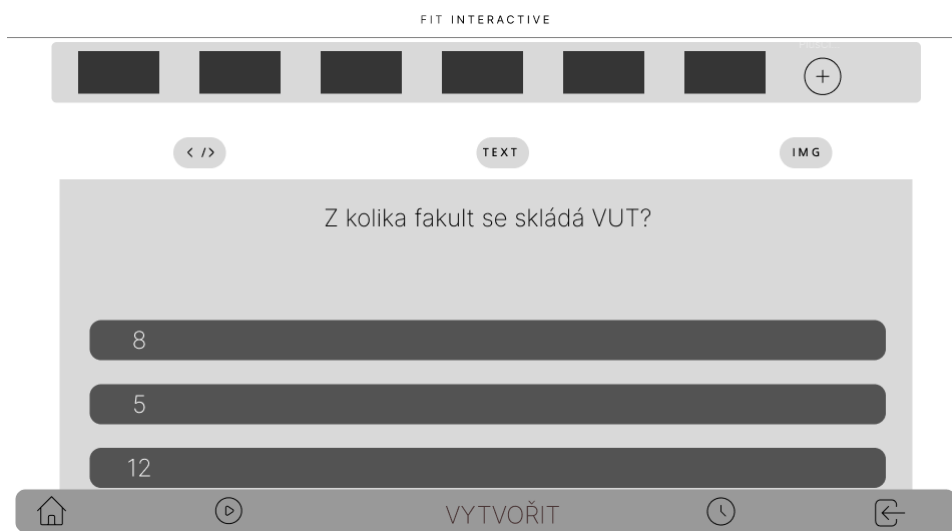 FIT INTERACTIVE
< />
TEXT
IMG
Z kolika fakult se skládá VUT?
8
5
12
VYTVOŘIT